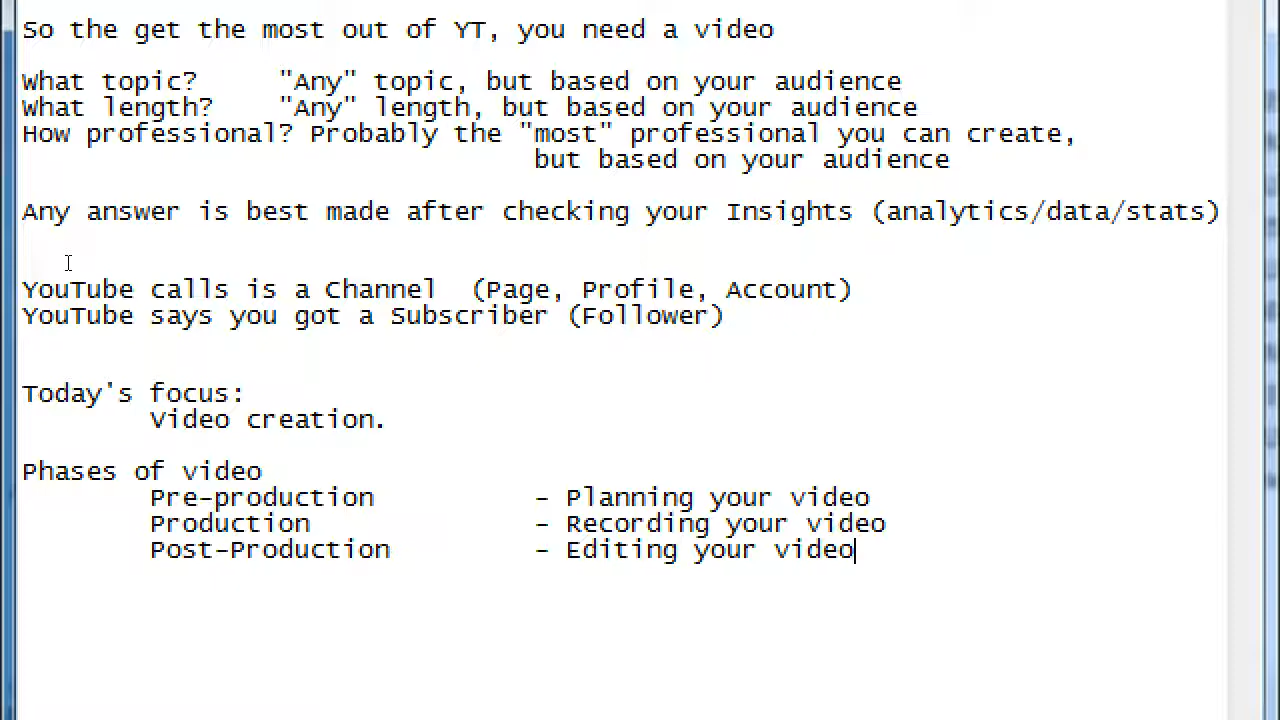 So the get the most out of YT, you need a video
What topic? "Any" topic, but based on your audience
What length? "Any" length, but based on your audience
How professional? Probably the "most" professional you can create,
but based on your audience
Any answer is best made after checking your Insights (analytics/data/stats)
YouTube calls is a Channel (Page, Profile, Account)
YouTube says you got a Subscriber (Follower)
Today's focus:
Video creation.
Phases of video
Pre-production - Planning your video
Production - Recording your video
Post-Production - Editing your video